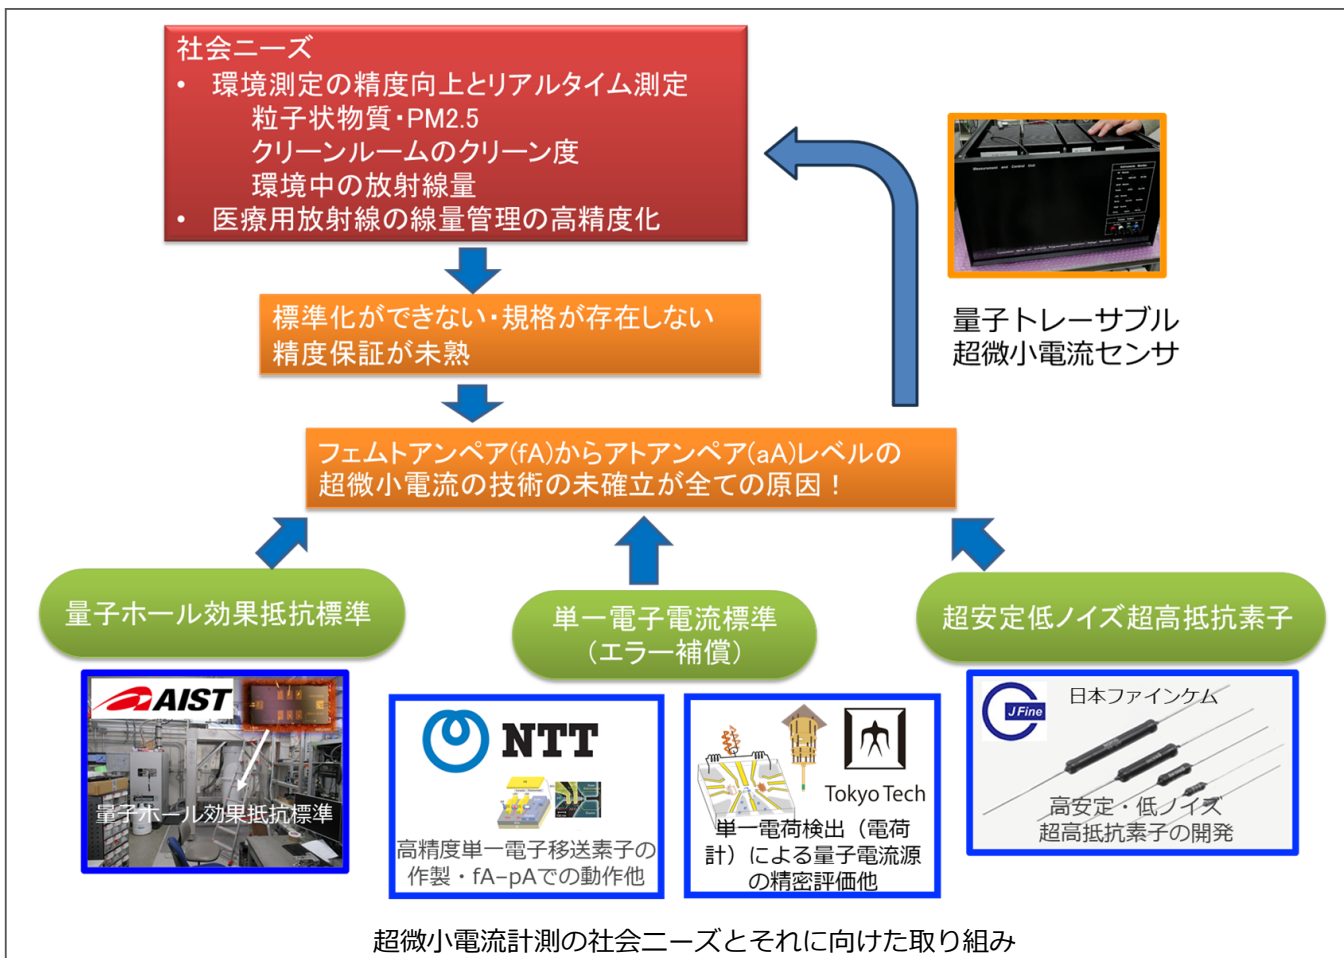 社会ニーズ
• 環境測定の精度向上とリアルタイム測定
粒子状物質・PM2.5
クリーンルームのクリーン度
環境中の放射線量
• 医療用放射線の線量管理の高精度化
標準化ができない・規格が存在しない
精度保証が未熟
量子トレーサブル
超微小電流センサ
フェムトアンペア(fA)からアトアンペア(aA)レベルの
超微小電流の技術の未確立が全ての原因！
量子ホール効果抵抗標準
単一電子電流標準
（エラー補償）
超安定低ノイズ超高抵抗素子
AIST
量子ホール効果抵抗標準
NTT
高精度単一電子移送素子の
作製・fA–pAでの動作他
Tokyo Tech
単一電荷検出（電荷
計）による量子電流源
の精密評価他
J Fine
日本ファインケム
高安定・低ノイズ
超高抵抗素子の開発
超微小電流計測の社会ニーズとそれに向けた取り組み